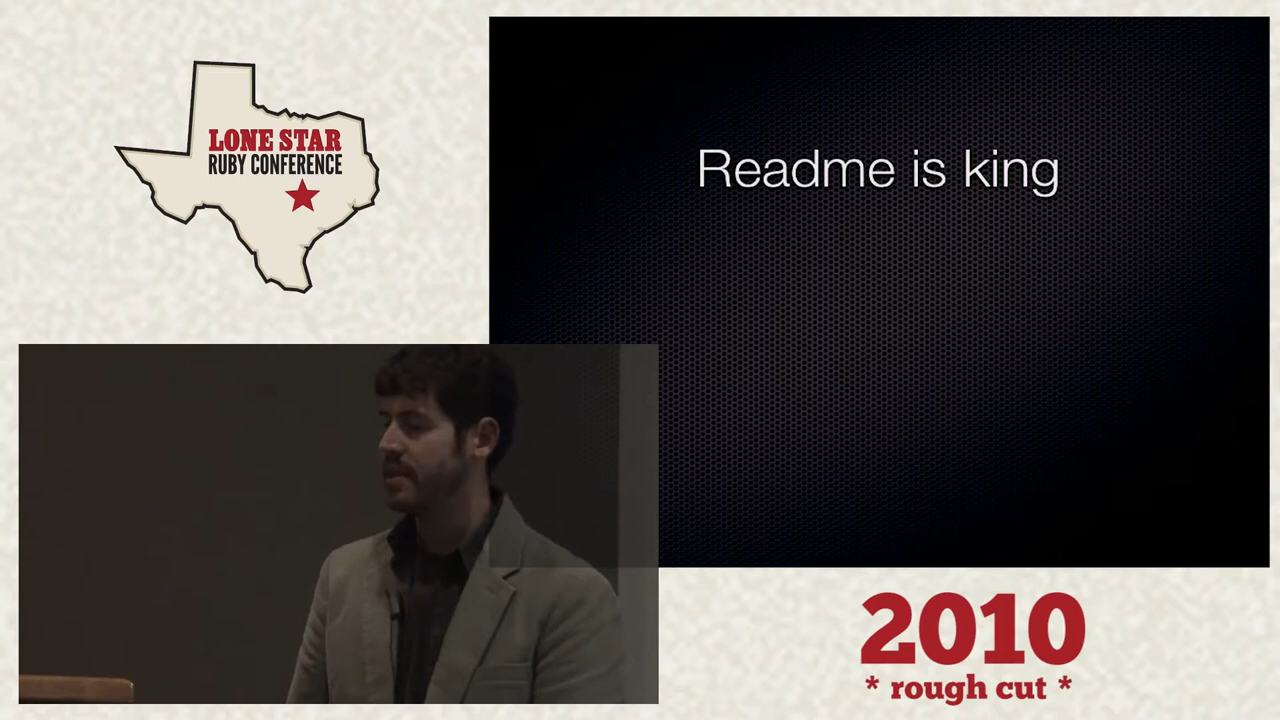 LONE STAR
RUBY CONFERENCE
Readme is king
2010
* rough cut *